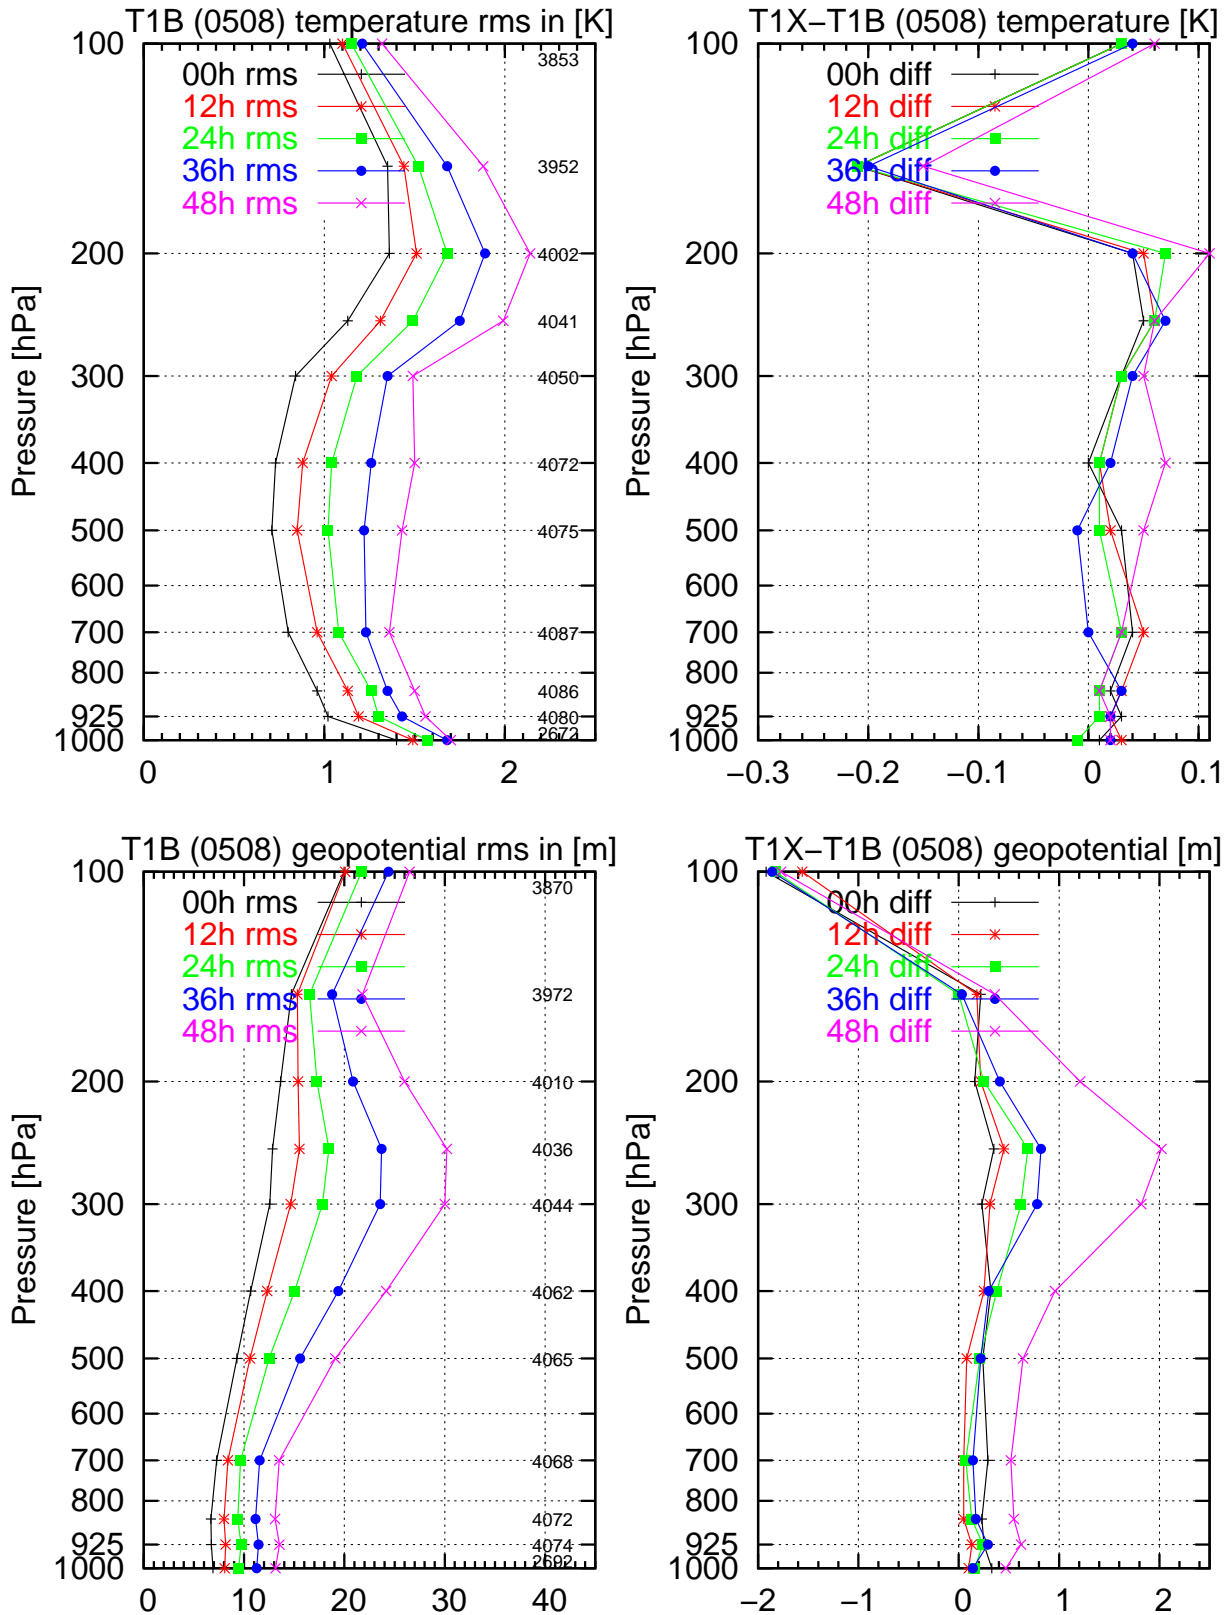 T1B (0508) temperature rms in [K]
100
200
300
400
500
600
700
800
925
1000
Pressure [hPa]
00h rms
12h rms
24h rms
36h rms
48h rms
3853
3952
4002
4041
4050
4072
4075
4087
4086
4080
2673
0 1 2
T1X−T1B (0508) temperature [K]
100
200
300
400
500
600
700
800
925
1000
Pressure [hPa]
00h diff
12h diff
24h diff
36h diff
48h diff
−0.3 −0.2 −0.1 0 0.1
T1B (0508) geopotential rms in [m]
100
200
300
400
500
600
700
800
925
1000
Pressure [hPa]
00h rms
12h rms
24h rms
36h rms
48h rms
3870
3972
4010
4036
4044
4062
4065
4068
4072
4074
2692
0 10 20 30 40
T1X−T1B (0508) geopotential [m]
100
200
300
400
500
600
700
800
925
1000
Pressure [hPa]
00h diff
12h diff
24h diff
36h diff
48h diff
−2 −1 0 1 2